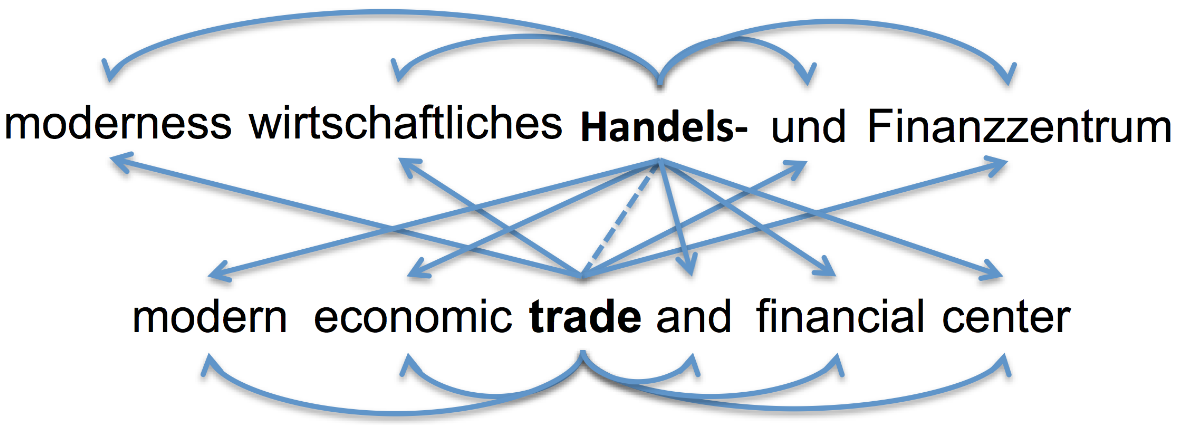 moderness wirtschaftliches Handels- und Finanzzentrum
modern economic trade and financial center